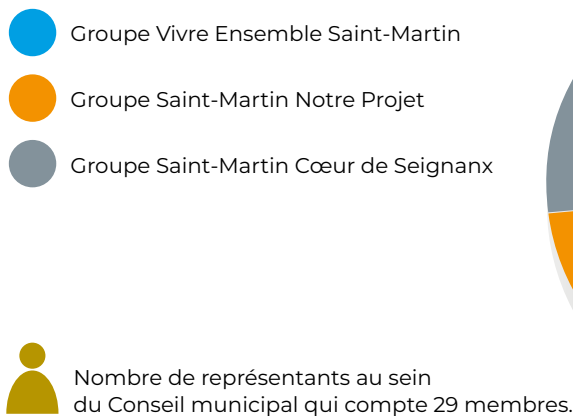 Groupe Vivre Ensemble Saint-Martin
Groupe Saint-Martin Notre Projet
Groupe Saint-Martin Cœur de Seignanx
Nombre de représentants au sein
du Conseil municipal qui compte 29 membres.